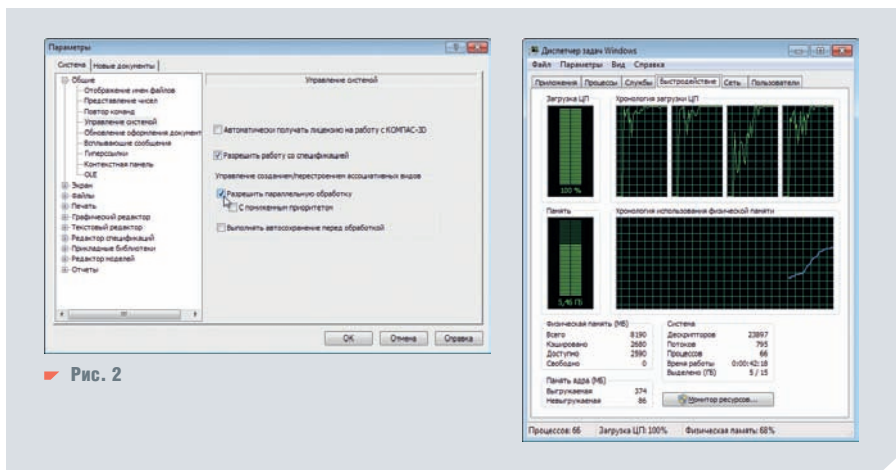 Параметры
Система
Новые документы
Общие
Отображение имен файлов
Представление чисел
Повтор команд
Управление системой
Обновление оформления документ
Всплывающие сообщения
Гиперссылки
Контекстная панель
OLE
Экран
Файлы
Печать
Графический редактор
Текстовый редактор
Редактор спецификаций
Прикладные библиотеки
Редактор моделей
Отчеты
Управление системой
Автоматически получать лицензию на работу с КОМПАС-3D
Разрешить работу со спецификацией
Управление созданием/перестроением ассоциативных видов
Разрешить параллельную обработку
С пониженным приоритетом
Выполнять автосохранение перед обработкой
OK Отмена Справка
Рис. 2
Диспетчер задач Windows
Файл Параметры Вид Справка
Приложения Процессы Службы Быстродействие Сеть Пользователи
Загрузка ЦП
Хронология загрузки ЦП
100 %
Память
Хронология использования физической памяти
5,46 ГБ
Физическая память (МБ)
Всего 8190
Кэшировано 2680
Доступно 2590
Свободно 0
Система
Дескрипторов 23897
Потоков 795
Процессов 66
Время работы 0:00:42:18
Выделено (ГБ) 5 / 15
Память ядра (МБ)
Выгружаемая 374
Невыгружаемая 86
Монитор ресурсов...
Процессов: 66 Загрузка ЦП: 100% Физическая память: 68%